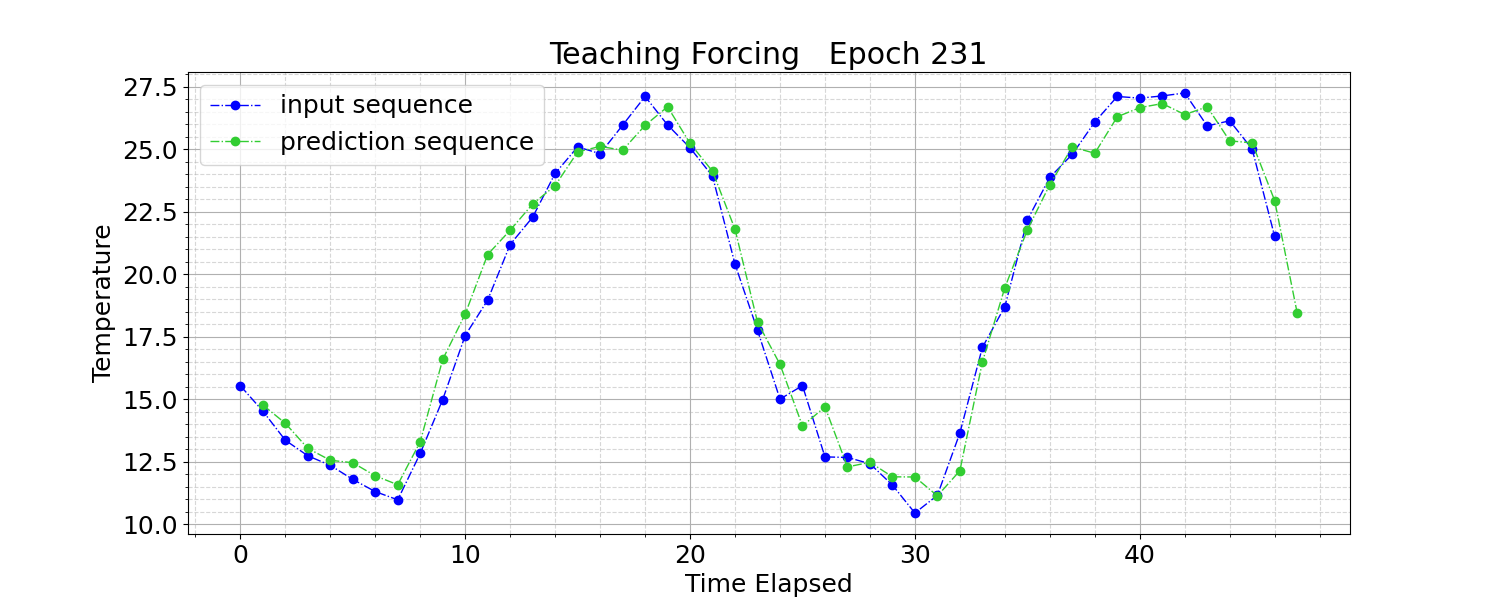 Teaching Forcing   Epoch 231
input sequence
prediction sequence
27.5
25.0
22.5
20.0
17.5
15.0
12.5
10.0
Temperature
0 10 20 30 40
Time Elapsed